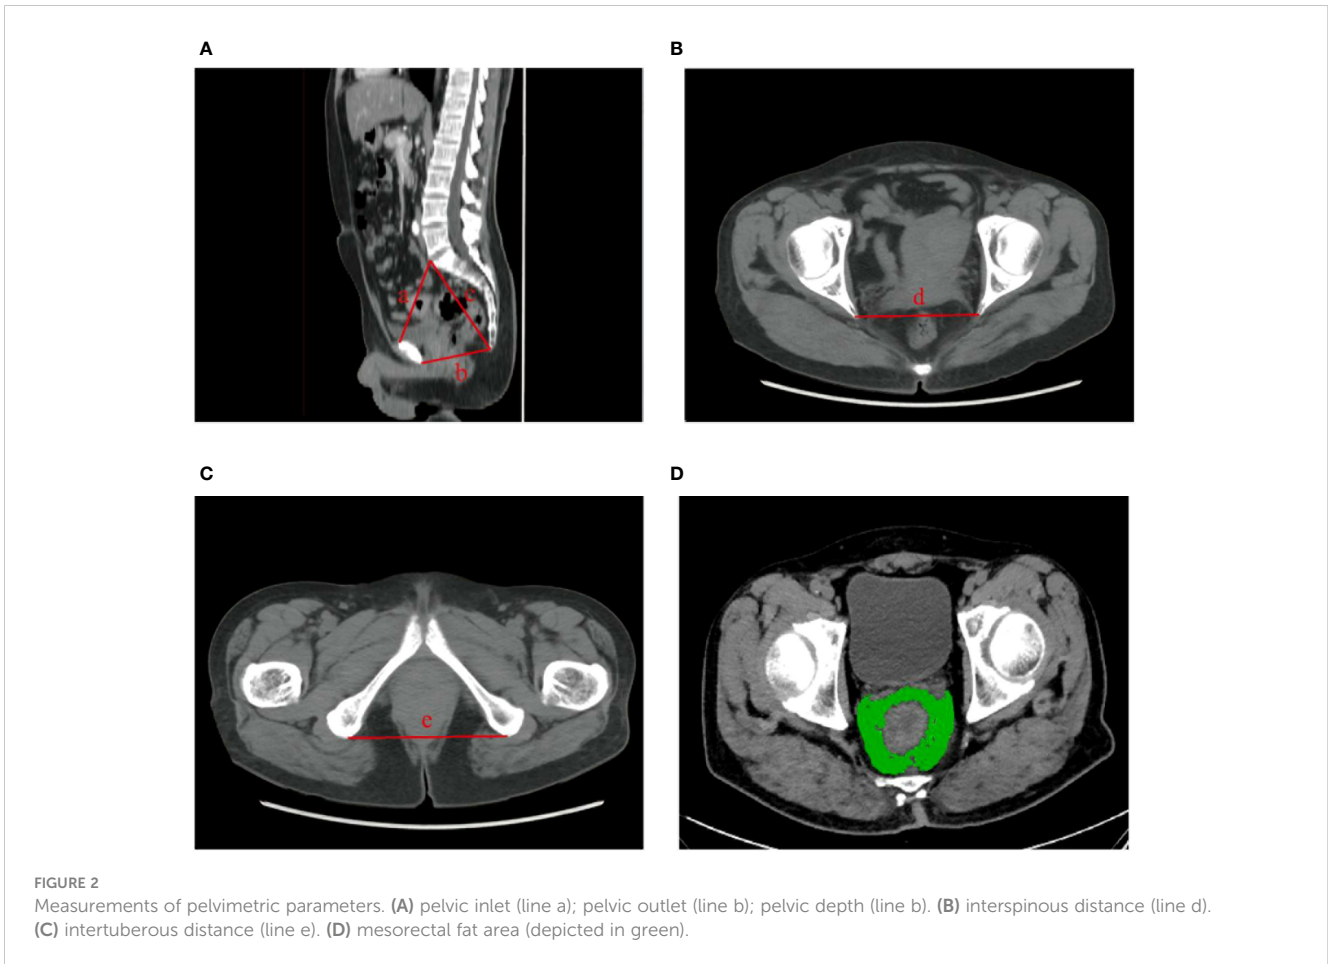 A
B
a
c
b
d
C
D
e
FIGURE 2
Measurements of pelvimetric parameters. (A) pelvic inlet (line a); pelvic outlet (line b); pelvic depth (line b). (B) interspinous distance (line d).
(C) intertuberous distance (line e). (D) mesorectal fat area (depicted in green).